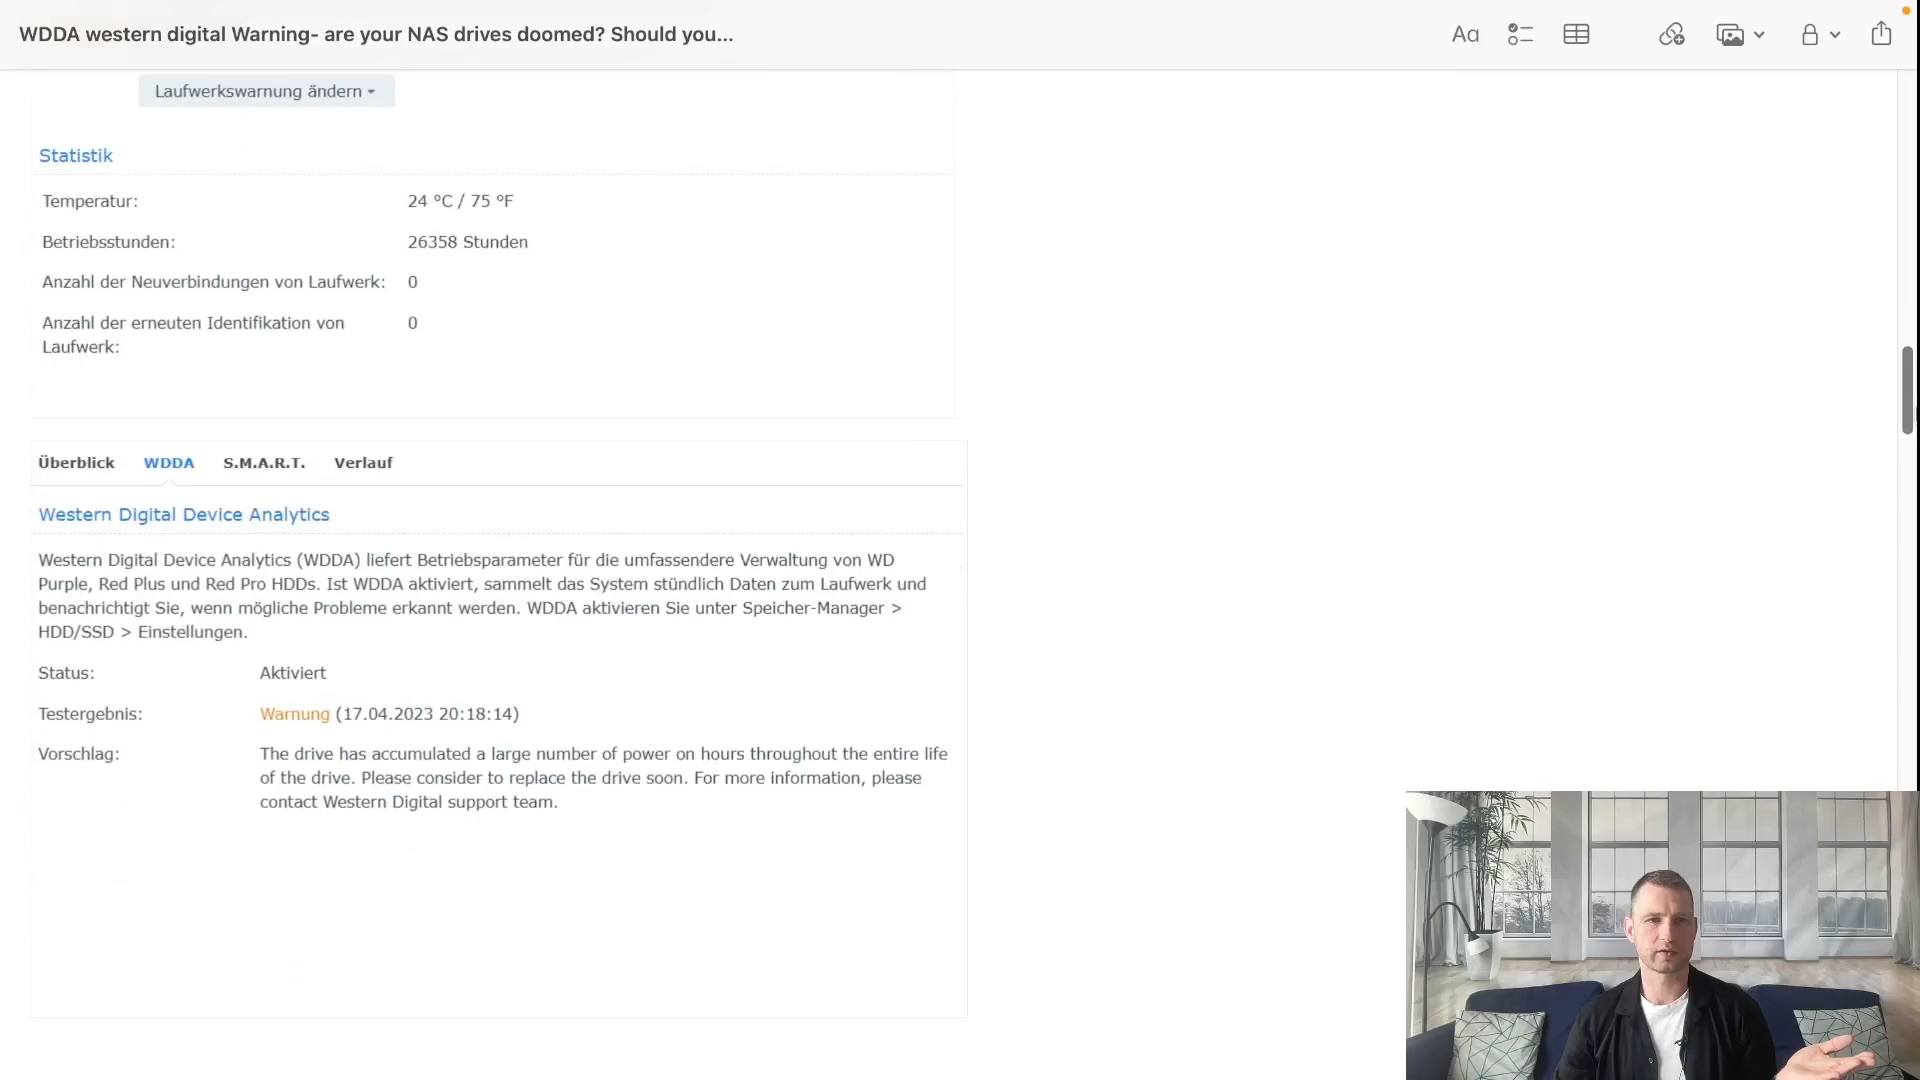 WDDA western digital Warning- are your NAS drives doomed? Should you...
Aa
Laufwerkswarnung ändern
Statistik
Temperatur: 24 °C / 75 °F
Betriebsstunden: 26358 Stunden
Anzahl der Neuverbindungen von Laufwerk: 0
Anzahl der erneuten Identifikation von 0
Laufwerk:
Überblick WDDA S.M.A.R.T. Verlauf
Western Digital Device Analytics
Western Digital Device Analytics (WDDA) liefert Betriebsparameter für die umfassendere Verwaltung von WD
Purple, Red Plus und Red Pro HDDs. Ist WDDA aktiviert, sammelt das System stündlich Daten zum Laufwerk und
benachrichtigt Sie, wenn mögliche Probleme erkannt werden. WDDA aktivieren Sie unter Speicher-Manager >
HDD/SSD > Einstellungen.
Status: Aktiviert
Testergebnis: Warnung (17.04.2023 20:18:14)
Vorschlag: The drive has accumulated a large number of power on hours throughout the entire life
of the drive. Please consider to replace the drive soon. For more information, please
contact Western Digital support team.